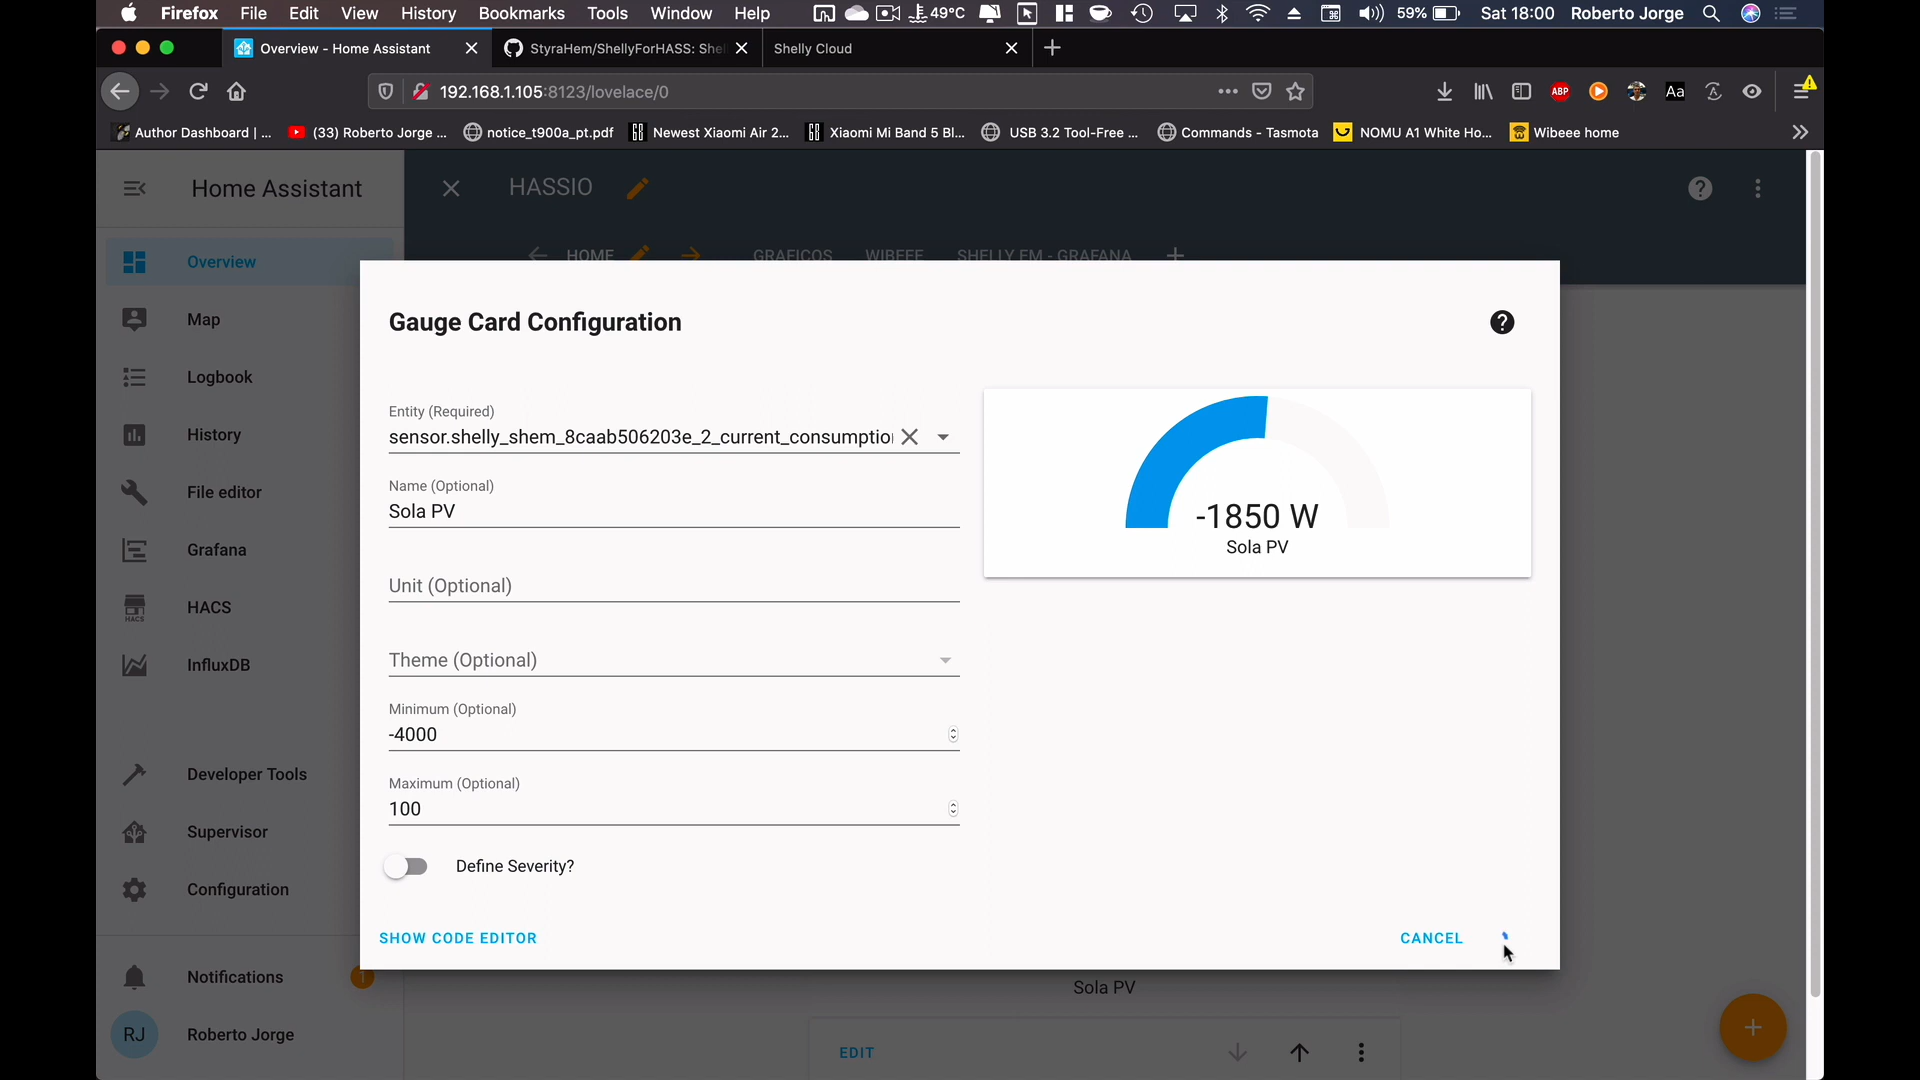 Firefox File Edit View History Bookmarks Tools Window Help 49°C 59% Sat 18:00 Roberto Jorge
Overview - Home Assistant StyraHem/ShellyForHASS: She Shelly Cloud
192.168.1.105:8123/lovelace/0 ABP Aa
Author Dashboard | ... (33) Roberto Jorge ... notice_t900a_pt.pdf Newest Xiaomi Air 2... Xiaomi Mi Band 5 Bl... USB 3.2 Tool-Free ... Commands - Tasmota NOMU A1 White Ho... Wibeee home
Home Assistant
HASSIO
HOME GRAFICOS WIBEEE SHELLY EM - GRAFANA
Overview
Map
Logbook
History
File editor
Grafana
HACS
HACS
InfluxDB
Developer Tools
Supervisor
Configuration
Notifications 1
RJ Roberto Jorge
Gauge Card Configuration
Entity (Required)
sensor.shelly_shem_8caab506203e_2_current_consumptio
Name (Optional)
Sola PV
Unit (Optional)
Theme (Optional)
Minimum (Optional)
-4000
Maximum (Optional)
100
Define Severity?
SHOW CODE EDITOR
CANCEL
-1850 W
Sola PV
Sola PV
EDIT